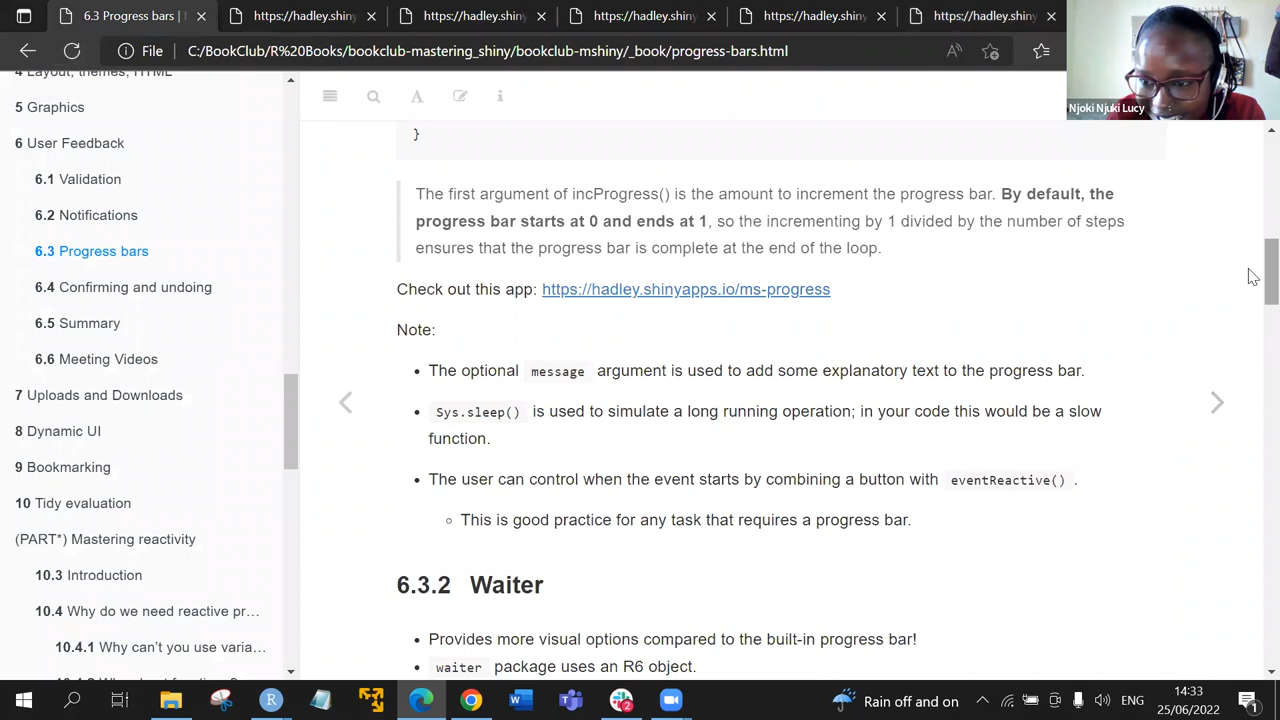 6.3 Progress bars |
https://hadley.shiny
https://hadley.shiny
https://hadley.shiny
https://hadley.shiny
https://hadley.shiny
File
C:/BookClub/R%20Books/bookclub-mastering_shiny/bookclub-mshiny/_book/progress-bars.html
Njoki Njuki Lucy
4 Layout, themes, HTML
5 Graphics
6 User Feedback
6.1 Validation
6.2 Notifications
6.3 Progress bars
6.4 Confirming and undoing
6.5 Summary
6.6 Meeting Videos
7 Uploads and Downloads
8 Dynamic UI
9 Bookmarking
10 Tidy evaluation
(PART*) Mastering reactivity
10.3 Introduction
10.4 Why do we need reactive pr…
10.4.1 Why can't you use varia…
}
The first argument of incProgress() is the amount to increment the progress bar. By default, the
progress bar starts at 0 and ends at 1, so the incrementing by 1 divided by the number of steps
ensures that the progress bar is complete at the end of the loop.
Check out this app: https://hadley.shinyapps.io/ms-progress
Note:
• The optional message argument is used to add some explanatory text to the progress bar.
• Sys.sleep() is used to simulate a long running operation; in your code this would be a slow
function.
• The user can control when the event starts by combining a button with eventReactive() .
This is good practice for any task that requires a progress bar.
6.3.2 Waiter
• Provides more visual options compared to the built-in progress bar!
• waiter package uses an R6 object.
Rain off and on
ENG
14:33
25/06/2022